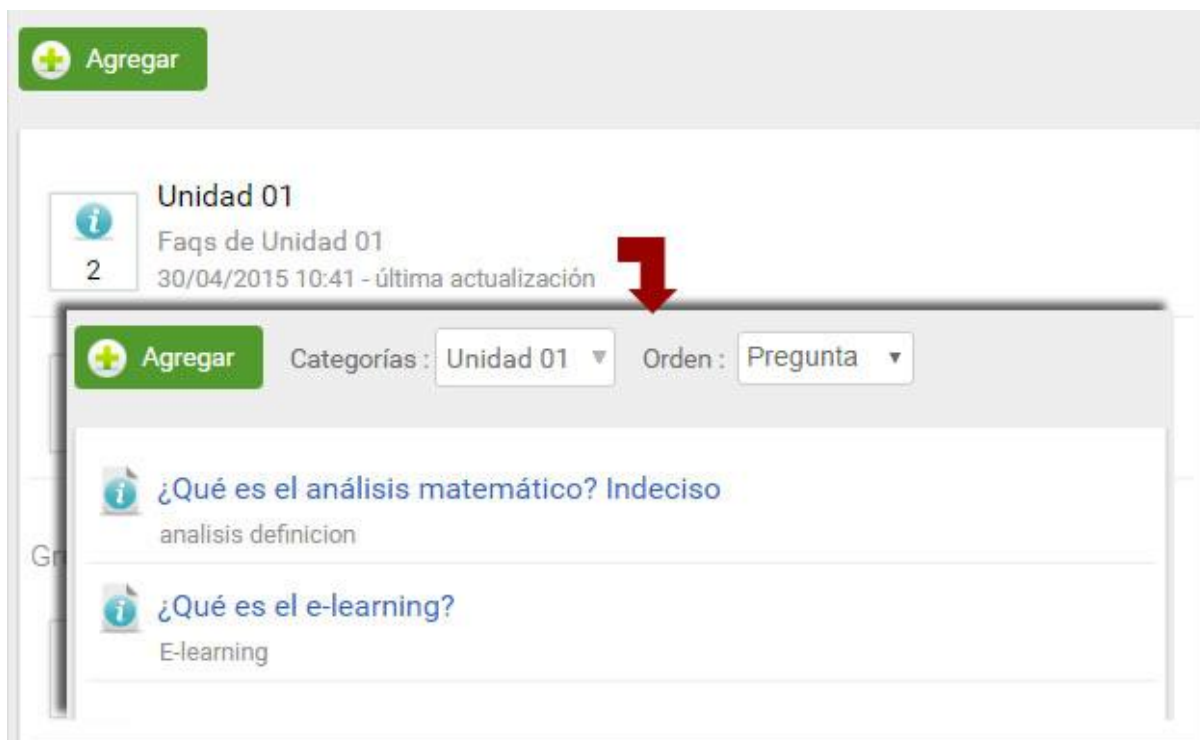 Agregar
Unidad 01
Faqs de Unidad 01
2
30/04/2015 10:41 - última actualización
Agregar Categorías : Unidad 01 Orden : Pregunta
¿Qué es el análisis matemático? Indeciso
analisis definicion
¿Qué es el e-learning?
E-learning